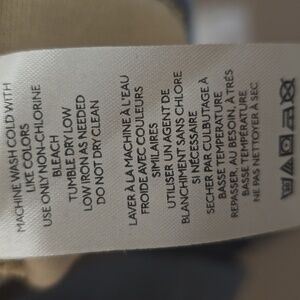 MACHINE WASH COLD WITH
LIKE COLORS
USE ONLY NON-CHLORINE
BLEACH
TUMBLE DRY LOW
LOW IRON AS NEEDED
DO NOT DRY CLEAN
LAVER À LA MACHINE À L'EAU
FROIDE AVEC COULEURS
SIMILAIRES
UTILISER UN AGENT DE
BLANCHIMENT SANS CHLORE
SI NÉCESSAIRE
SECHER PAR CULBUTAGE À
BASSE TEMPÉRATURE
REPASSER, AU BESOIN, À TRÈS
BASSE TEMPÉRATURE
NE PAS NETTOYER À SEC